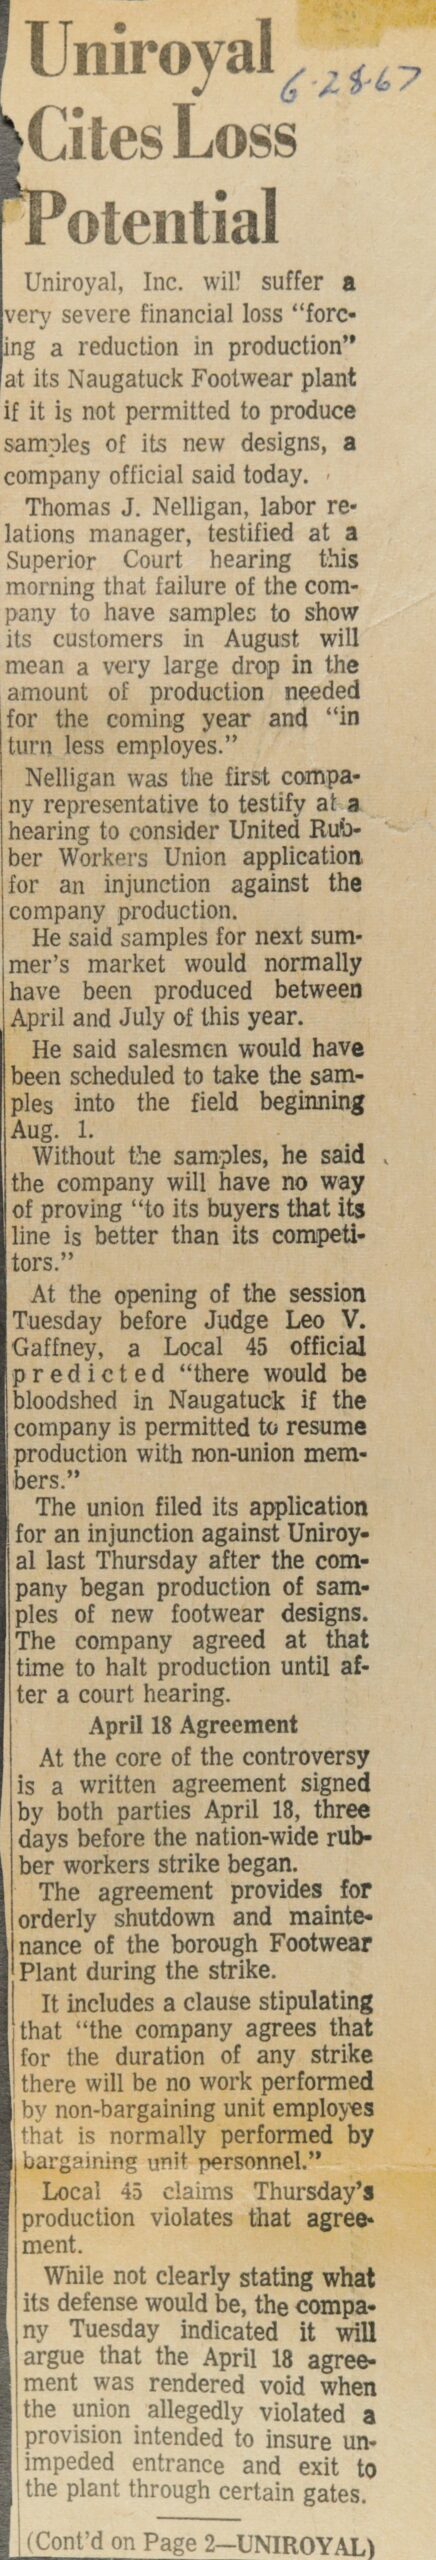 Uniroyal
6-28-67
Cites Loss
Potential
Uniroyal, Inc. will suffer a
very severe financial loss "forc-
ing a reduction in production"
at its Naugatuck Footwear plant
if it is not permitted to produce
samples of its new designs, a
company official said today.
Thomas J. Nelligan, labor re-
lations manager, testified at a
Superior Court hearing this
morning that failure of the com-
pany to have samples to show
its customers in August will
mean a very large drop in the
amount of production needed
for the coming year and "in
turn less employes."
Nelligan was the first compa-
ny representative to testify at a
hearing to consider United Rub-
ber Workers Union application
for an injunction against the
company production.
He said samples for next sum-
mer's market would normally
have been produced between
April and July of this year.
He said salesmen would have
been scheduled to take the sam-
ples into the field beginning
Aug. 1.
Without the samples, he said
the company will have no way
of proving "to its buyers that its
line is better than its competi-
tors."
At the opening of the session
Tuesday before Judge Leo V.
Gaffney, a Local 45 official
predicted "there would be
bloodshed in Naugatuck if the
company is permitted to resume
production with non-union mem-
bers."
The union filed its application
for an injunction against Uniroy-
al last Thursday after the com-
pany began production of sam-
ples of new footwear designs.
The company agreed at that
time to halt production until af-
ter a court hearing.
April 18 Agreement
At the core of the controversy
is a written agreement signed
by both parties April 18, three
days before the nation-wide rub-
ber workers strike began.
The agreement provides for
orderly shutdown and mainte-
nance of the borough Footwear
Plant during the strike.
It includes a clause stipulating
that "the company agrees that
for the duration of any strike
there will be no work performed
by non-bargaining unit employes
that is normally performed by
bargaining unit personnel."
Local 45 claims Thursday's
production violates that agree-
ment.
While not clearly stating what
its defense would be, the compa-
ny Tuesday indicated it will
argue that the April 18 agree-
ment was rendered void when
the union allegedly violated a
provision intended to insure un-
impeded entrance and exit to
the plant through certain gates.
(Cont'd on Page 2—UNIROYAL)